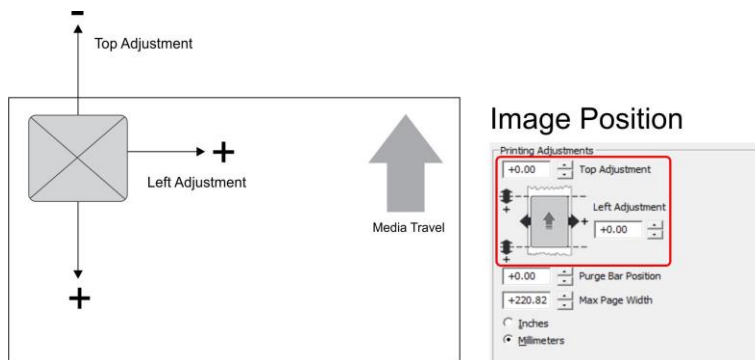 -
Top Adjustment
+
Left Adjustment
+
Media Travel
Image Position
Printing Adjustments
+0.00 Top Adjustment
+
Left Adjustment
+
+0.00
+
+0.00 Purge Bar Position
+220.82 Max Page Width
Inches
Millimeters